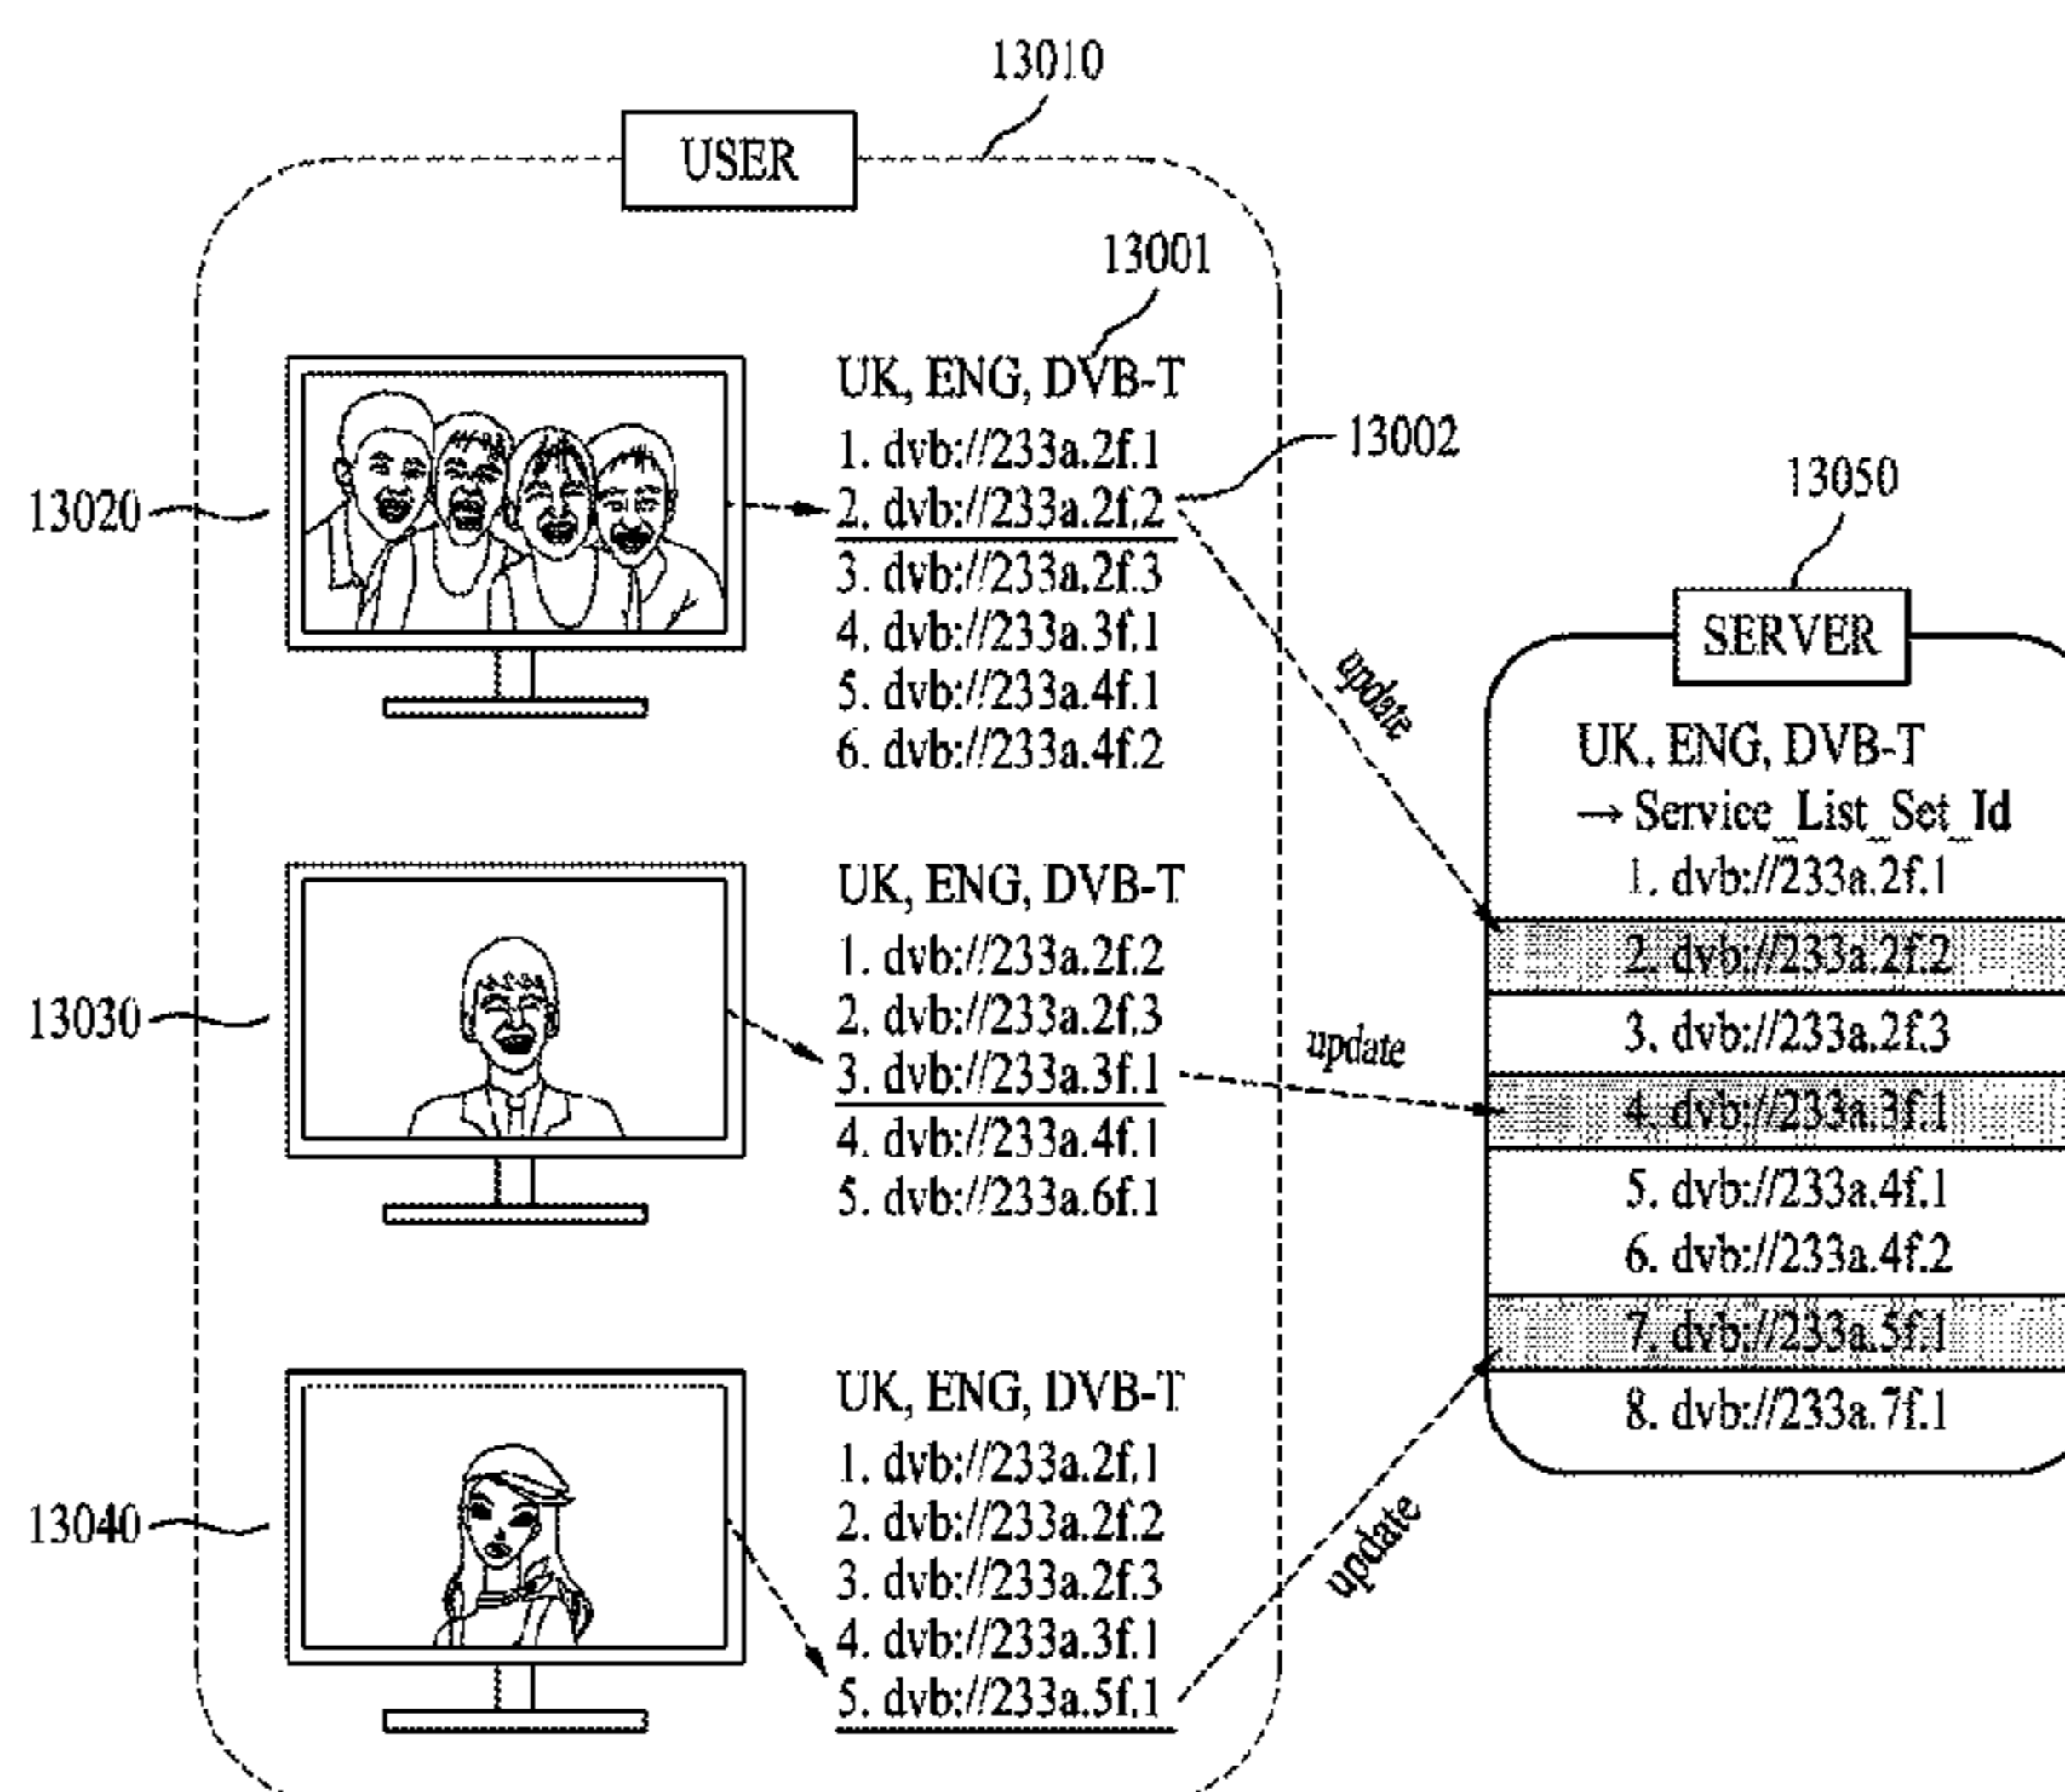 13010
USER
13001
UK, ENG, DVB-T
1. dvb://233a.2f.1
2. dvb://233a.2f.2
3. dvb://233a.2f.3
4. dvb://233a.3f.1
5. dvb://233a.4f.1
6. dvb://233a.4f.2
13002
13020
update
UK, ENG, DVB-T
1. dvb://233a.2f.2
2. dvb://233a.2f.3
3. dvb://233a.3f.1
4. dvb://233a.4f.1
5. dvb://233a.6f.1
13030
update
UK, ENG, DVB-T
1. dvb://233a.2f.1
2. dvb://233a.2f.2
3. dvb://233a.2f.3
4. dvb://233a.3f.1
5. dvb://233a.5f.1
13040
update
13050
SERVER
UK, ENG, DVB-T
→ Service_List_Set_Id
1. dvb://233a.2f.1
2. dvb://233a.2f.2
3. dvb://233a.2f.3
4. dvb://233a.3f.1
5. dvb://233a.4f.1
6. dvb://233a.4f.2
7. dvb://233a.5f.1
8. dvb://233a.7f.1